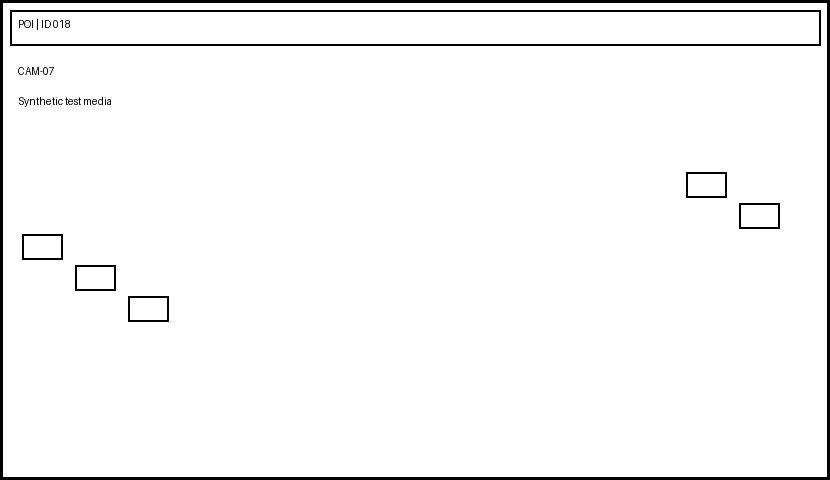 POI | ID 018
CAM-07
Synthetic test media